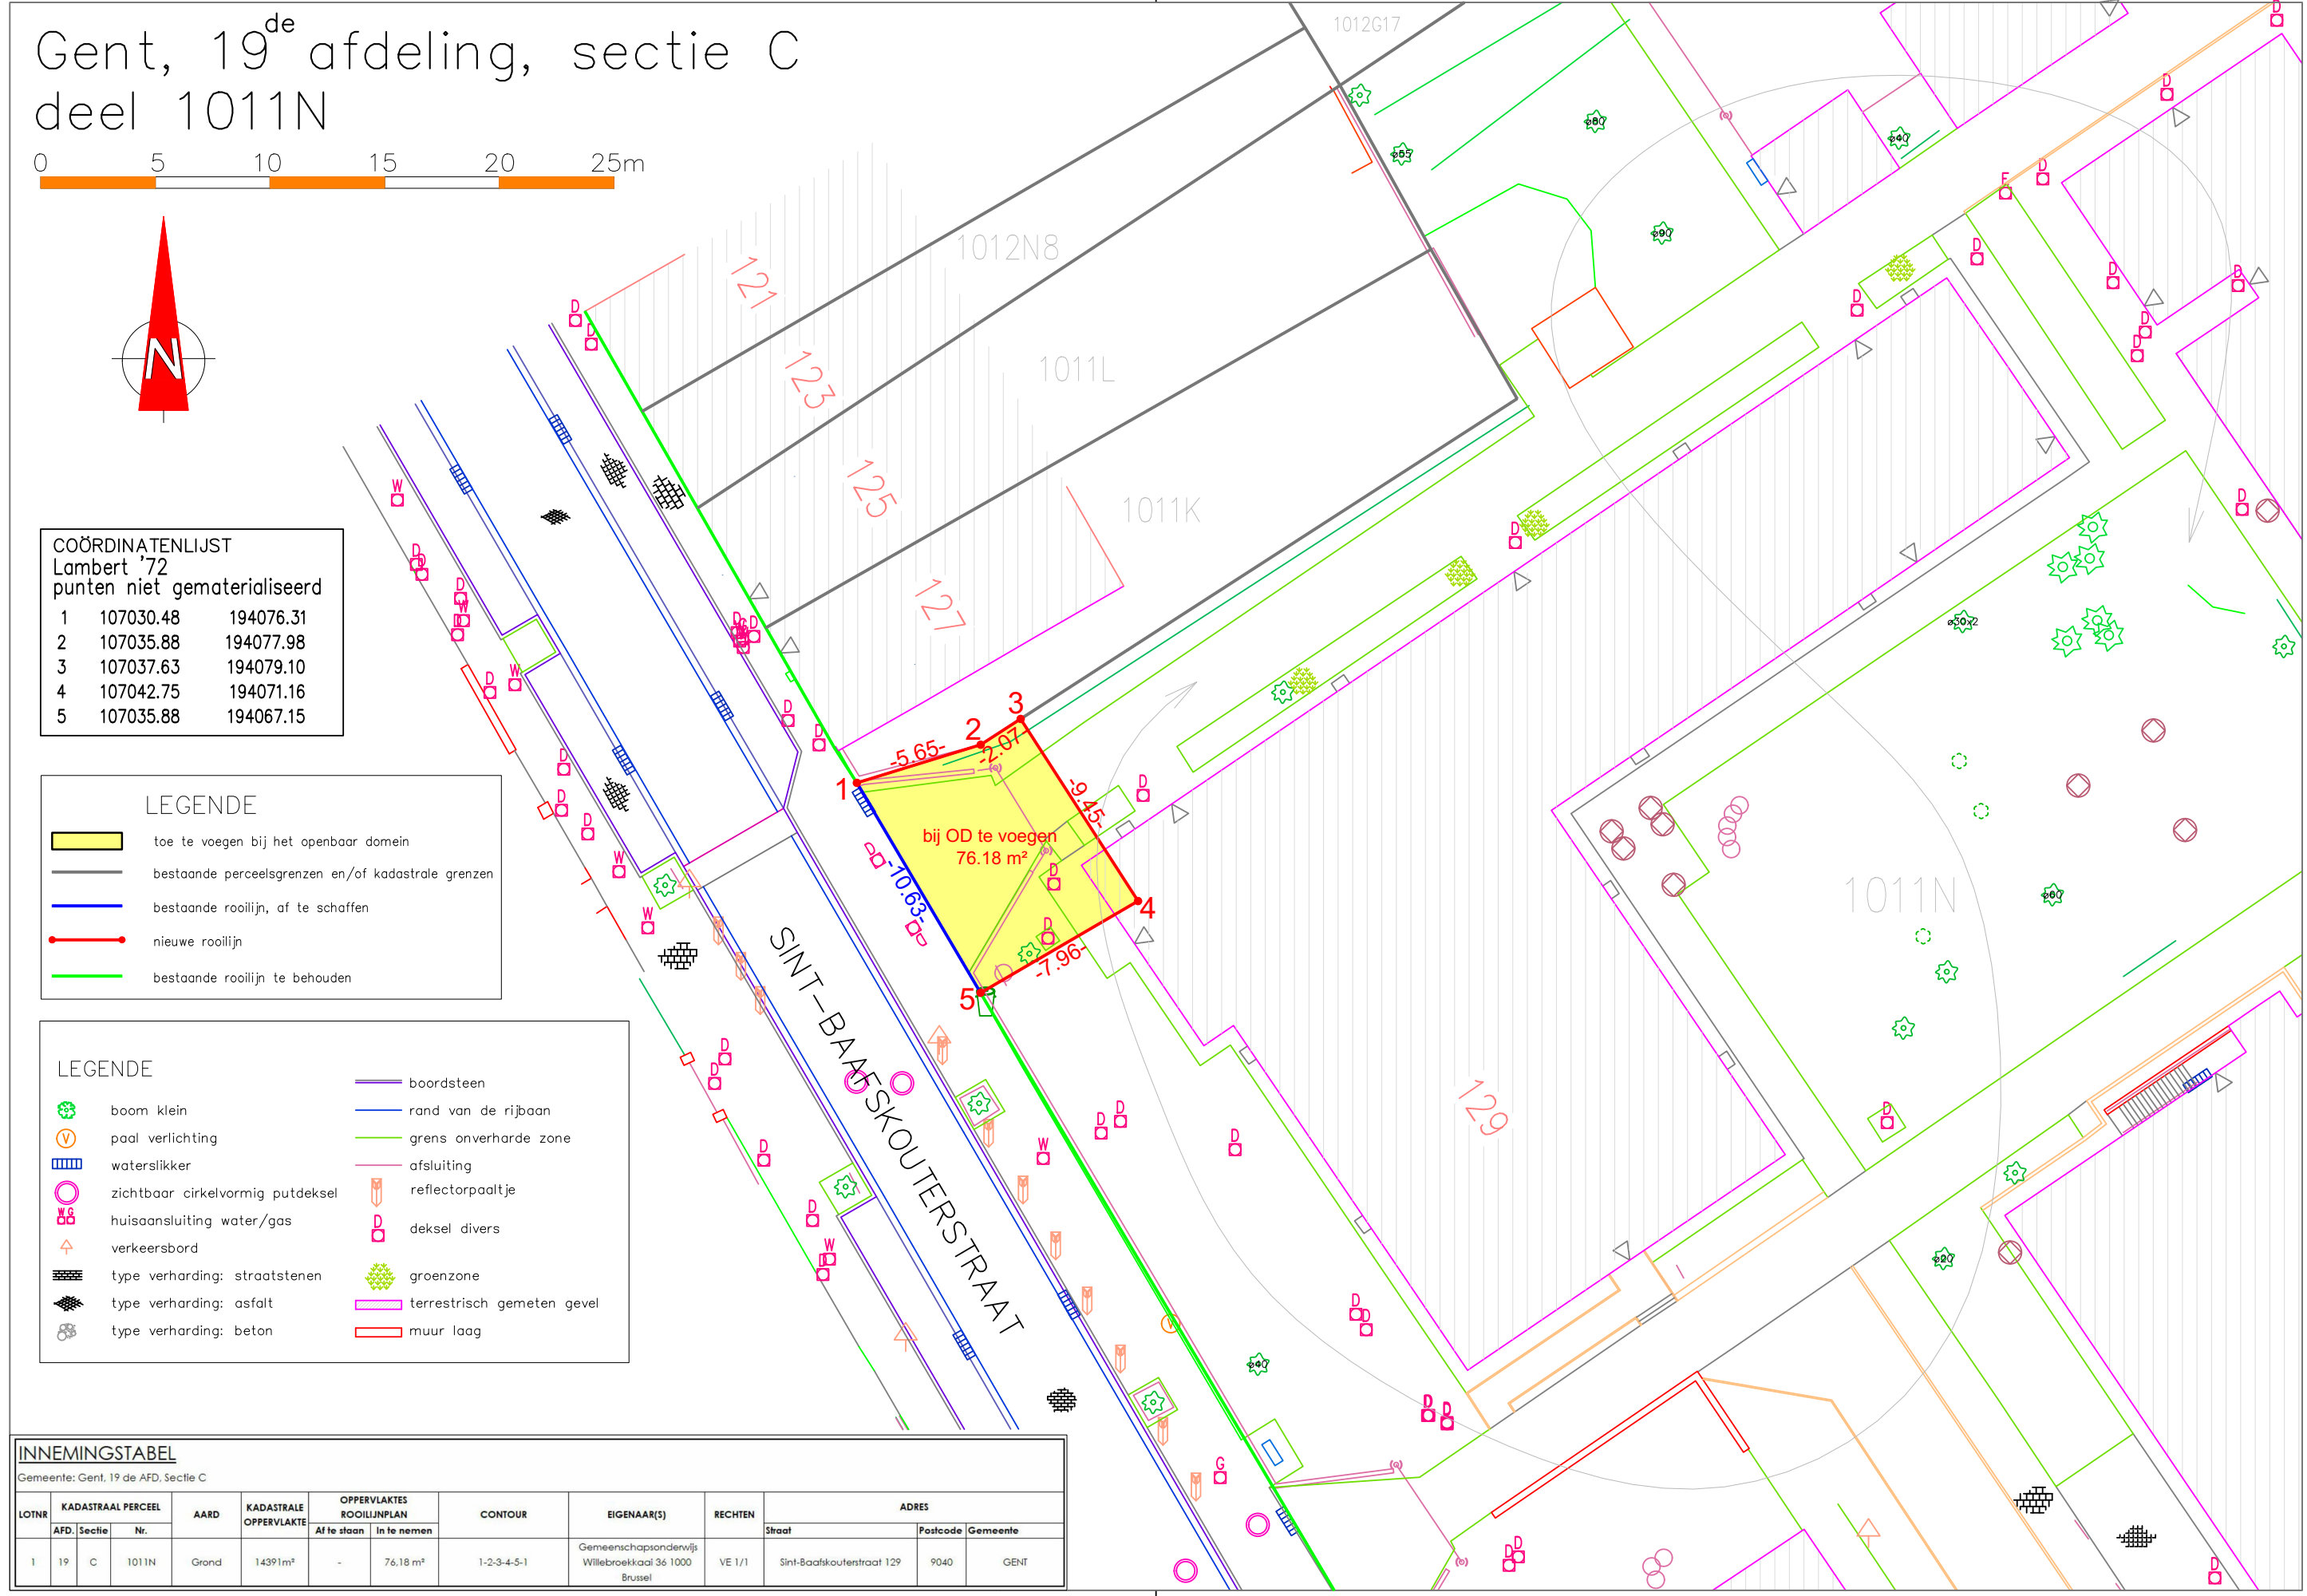 Gent, 19de afdeling, sectie C
deel 1011N
0 5 10 15 20 25m
N
COÖRDINATENLIJST
Lambert '72
punten niet gematerialiseerd
1 107030.48 194076.31
2 107035.88 194077.98
3 107037.63 194079.10
4 107042.75 194071.16
5 107035.88 194067.15
LEGENDE
toe te voegen bij het openbaar domein
bestaande perceelsgrenzen en/of kadastrale grenzen
bestaande rooilijn, af te schaffen
nieuwe rooilijn
bestaande rooilijn te behouden
LEGENDE
boom klein
V paal verlichting
waterslikker
zichtbaar cirkelvormig putdeksel
W G huisaansluiting water/gas
verkeersbord
type verharding: straatstenen
type verharding: asfalt
type verharding: beton
boordsteen
rand van de rijbaan
grens onverharde zone
afsluiting
reflectorpaaltje
D deksel divers
groenzone
terrestrisch gemeten gevel
muur laag
1012G17
1012N8
1011L
1011K
1011N
121
123
125
127
129
ø55
ø80
ø90
ø40
ø30x2
ø60
ø20
ø40
1
2
3
4
5
-5.65-
-2.07-
-9.45-
-7.96-
-10.63-
bij OD te voegen
76.18 m²
SINT-BAAFSKOUTERSTRAAT
INNEMINGSTABEL
Gemeente: Gent, 19 de AFD, Sectie C
LOTNR KADASTRAAL PERCEEL AARD KADASTRALE OPPERVLAKTE OPPERVLAKTES ROOILIJNPLAN CONTOUR EIGENAAR(S) RECHTEN ADRES
AFD. Sectie Nr. Af te staan In te nemen Straat Postcode Gemeente
1 19 C 1011N Grond 14391m² - 76,18 m² 1-2-3-4-5-1 Gemeenschapsonderwijs Willebroekkaai 36 1000 Brussel VE 1/1 Sint-Baafskouterstraat 129 9040 GENT